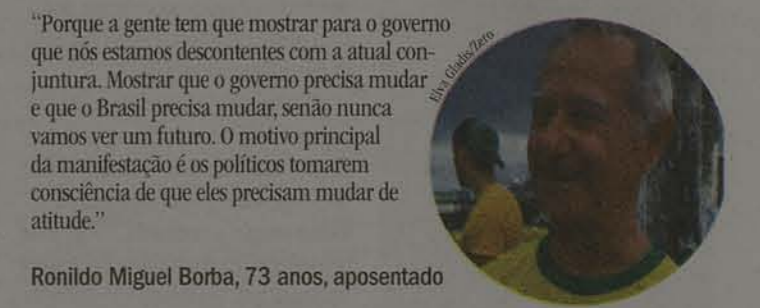 “Porque a gente tem que mostrar para o governo
que nós estamos descontentes com a atual con-
juntura. Mostrar que o governo precisa mudar
e que o Brasil precisa mudar, senão nunca
vamos ver um futuro. O motivo principal
da manifestação é os políticos tomarem
consciência de que eles precisam mudar de
atitude.”
Elva Gladis/Zero
Ronildo Miguel Borba, 73 anos, aposentado